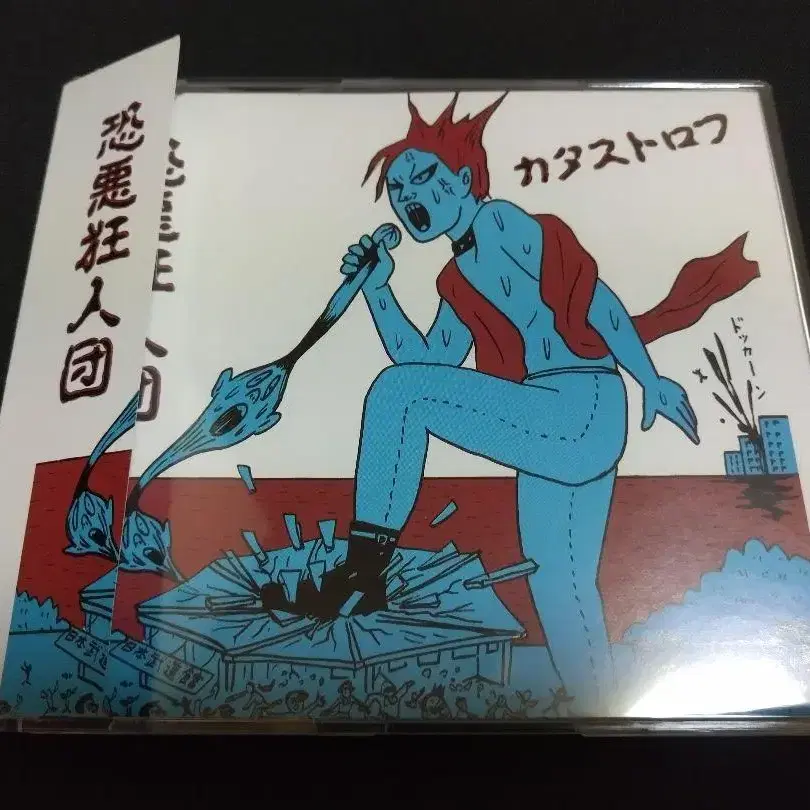 恐悪狂人団
カタストロフ
ドッカーン
日本武道館